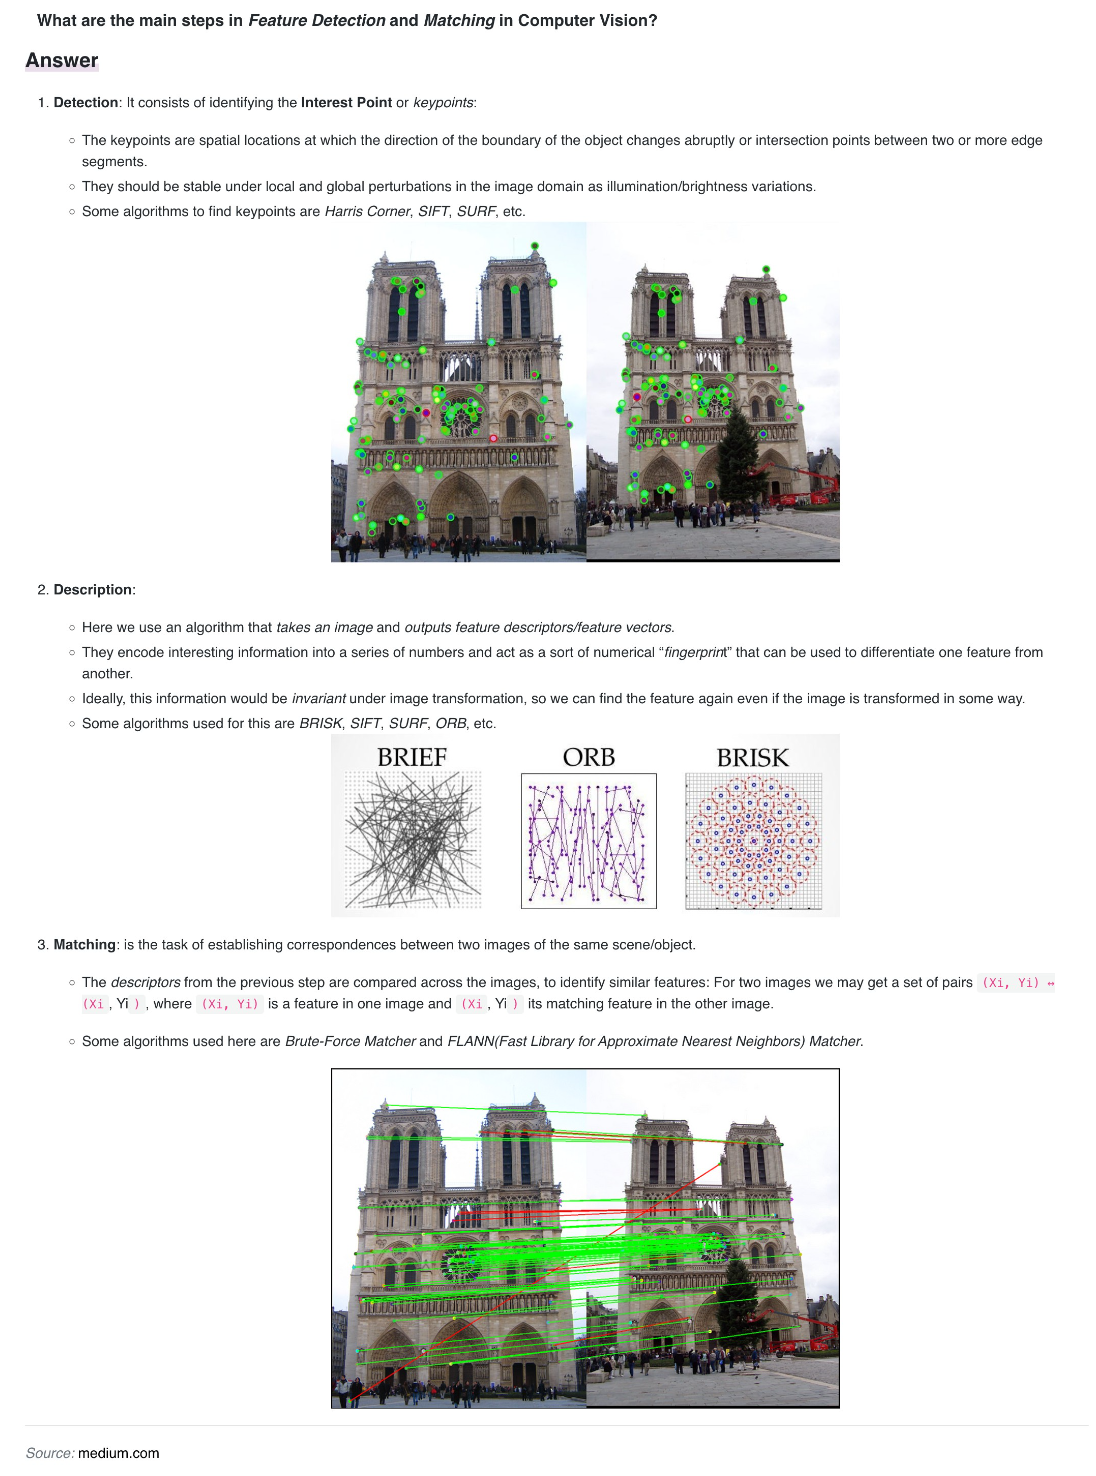 What are the main steps in Feature Detection and Matching in Computer Vision?
Answer
1. Detection: It consists of identifying the Interest Point or keypoints:
◦ The keypoints are spatial locations at which the direction of the boundary of the object changes abruptly or intersection points between two or more edge
segments.
◦ They should be stable under local and global perturbations in the image domain as illumination/brightness variations.
◦ Some algorithms to find keypoints are Harris Corner, SIFT, SURF, etc.
2. Description:
◦ Here we use an algorithm that takes an image and outputs feature descriptors/feature vectors.
◦ They encode interesting information into a series of numbers and act as a sort of numerical “fingerprint” that can be used to differentiate one feature from
another.
◦ Ideally, this information would be invariant under image transformation, so we can find the feature again even if the image is transformed in some way.
◦ Some algorithms used for this are BRISK, SIFT, SURF, ORB, etc.
BRIEF ORB BRISK
3. Matching: is the task of establishing correspondences between two images of the same scene/object.
◦ The descriptors from the previous step are compared across the images, to identify similar features: For two images we may get a set of pairs (Xi, Yi) ↔
(Xi , Yi ) , where (Xi, Yi) is a feature in one image and (Xi , Yi ) its matching feature in the other image.
◦ Some algorithms used here are Brute-Force Matcher and FLANN(Fast Library for Approximate Nearest Neighbors) Matcher.
Source: medium.com